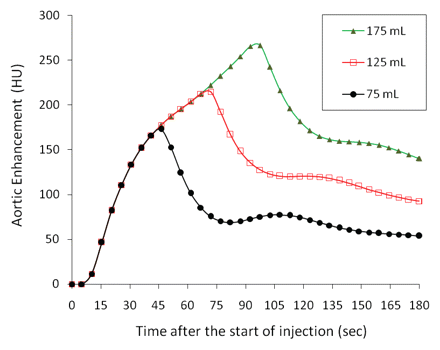 300
250
200
150
100
50
0
Aortic Enhancement (HU)
175 mL
125 mL
75 mL
0 15 30 45 60 75 90 105 120 135 150 165 180
Time after the start of injection (sec)